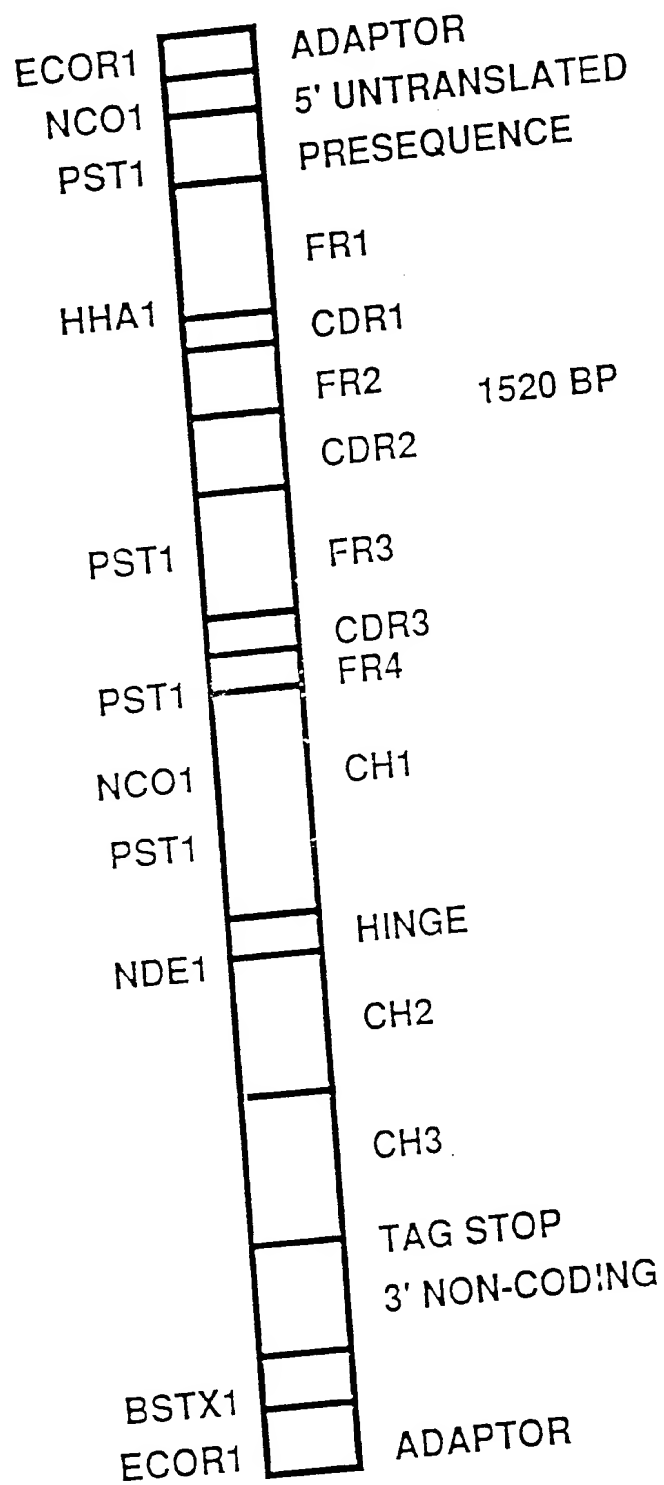 ECOR1
ADAPTOR
NCO1
5' UNTRANSLATED
PST1
PRESEQUENCE
FR1
HHA1
CDR1
FR2
1520 BP
CDR2
PST1
FR3
CDR3
FR4
PST1
CH1
NCO1
PST1
HINGE
NDE1
CH2
CH3
TAG STOP
3' NON-CODING
BSTX1
ECOR1
ADAPTOR